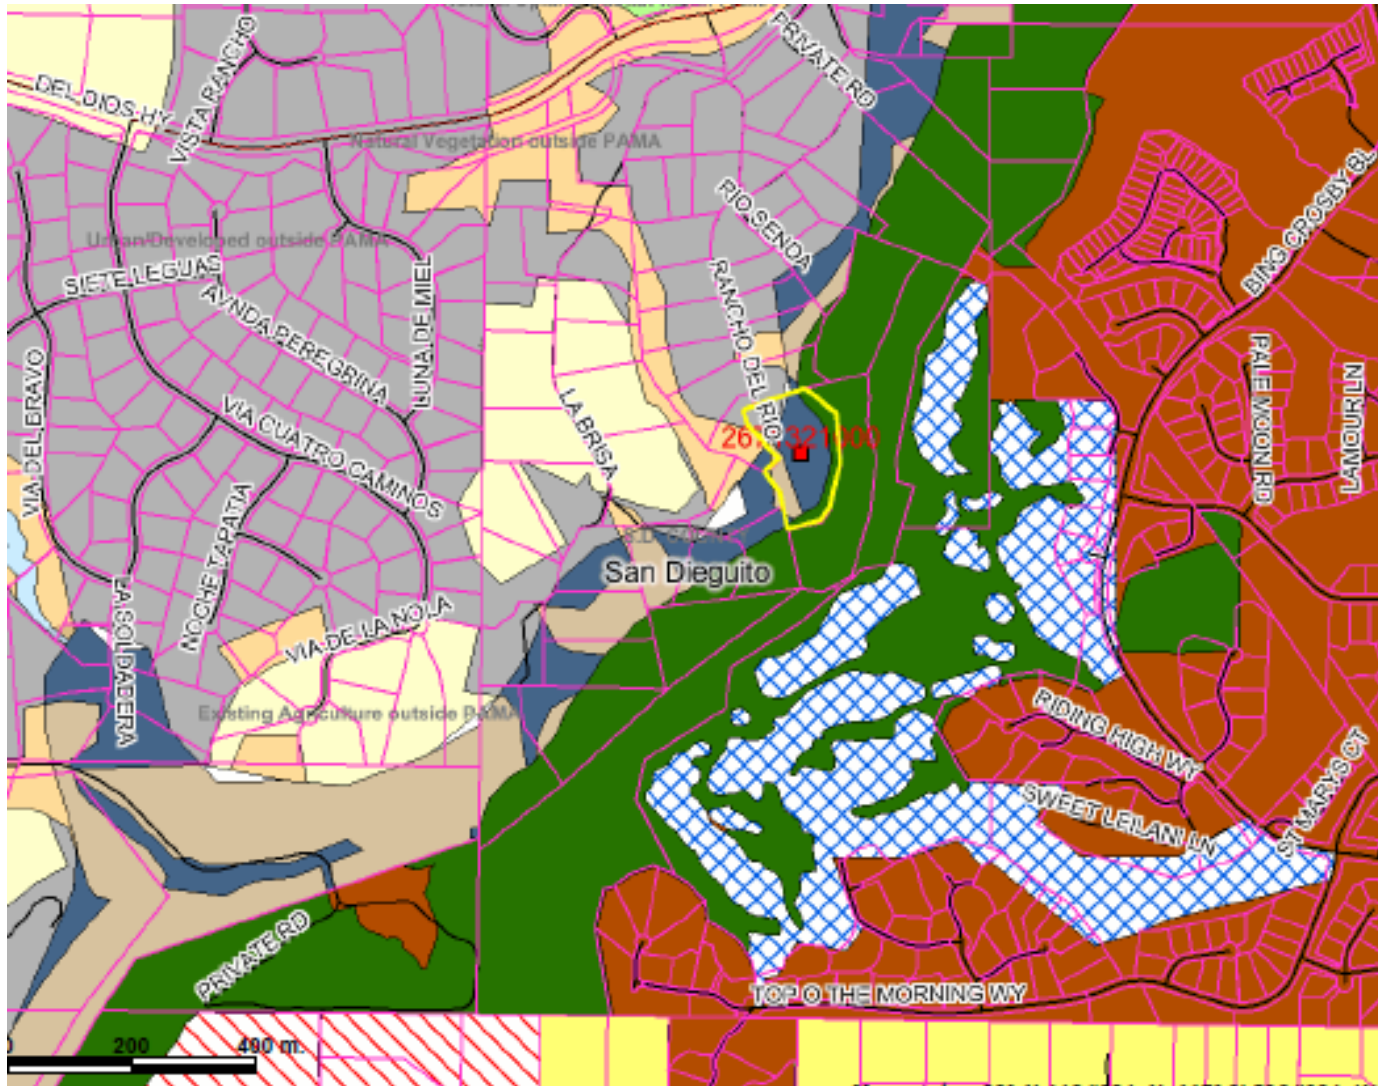 PRIVATE RD
DEL DIOS HY
VISTA RANCHO
Natural Vegetation outside PAMA
RIO SENDA
BING CROSBY BL
Urban/Developed outside PAMA
SIETE LEGUAS
AVNDA PEREGRINA
LUNA DE MIEL
RANCHO DEL RIO
VIA DEL BRAVO
VIA CUATRO CAMINOS
LA BRISA
PALE MOON RD
LAMOUR LN
NOCHE TAPATIA
San Dieguito
LA SOLDADERA
VIA DE LA NOLA
Existing Agriculture outside PAMA
RIDING HIGH WY
SWEET LEILANI LN
ST MARYS CT
PRIVATE RD
TOP O THE MORNING WY
0 200 400 m.